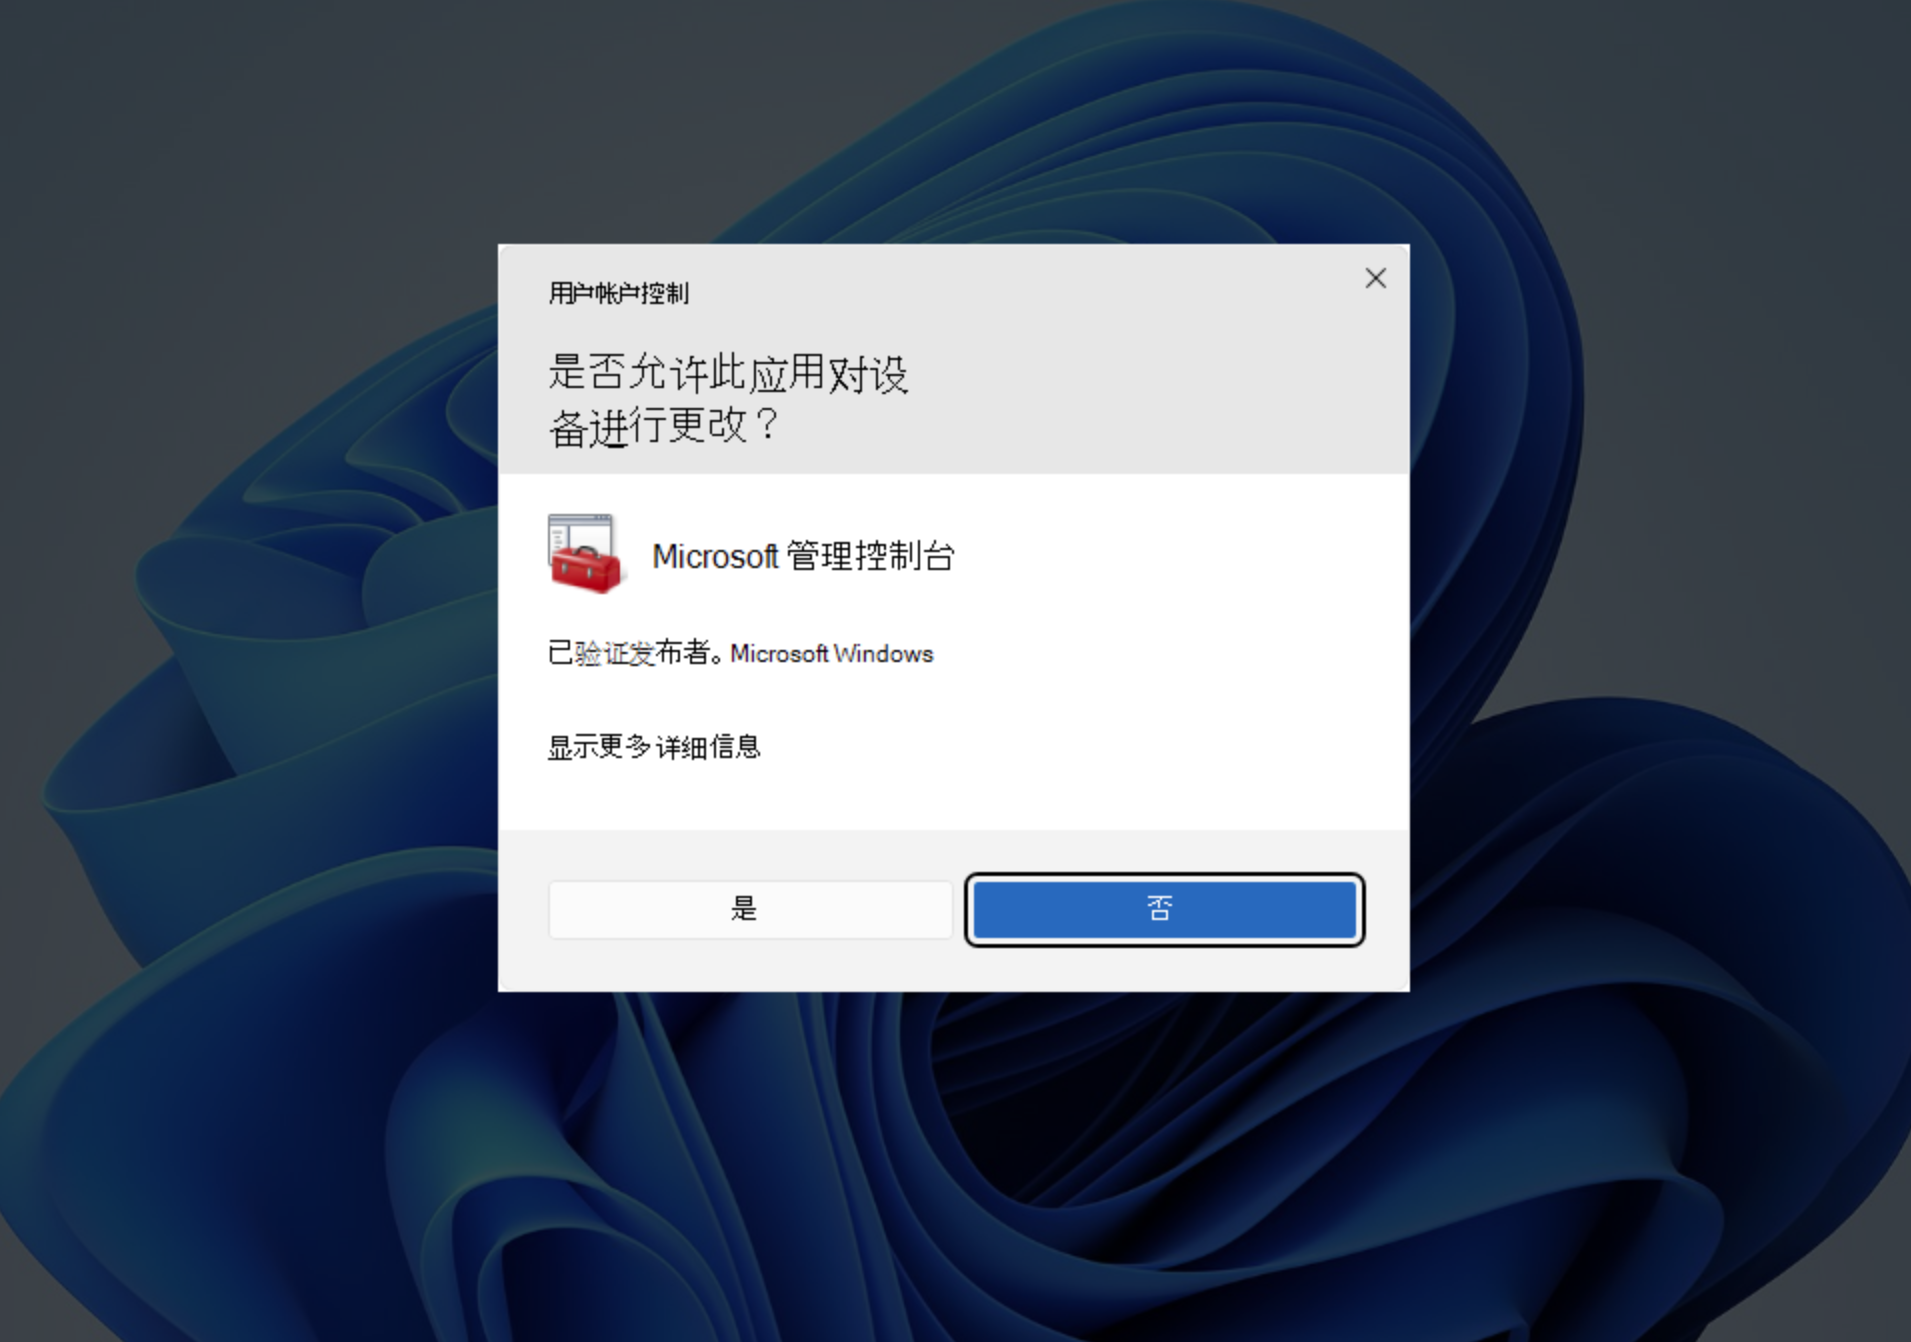 用户帐户控制
是否允许此应用对设
备进行更改？
Microsoft 管理控制台
已验证发布者。Microsoft Windows
显示更多详细信息
是
否